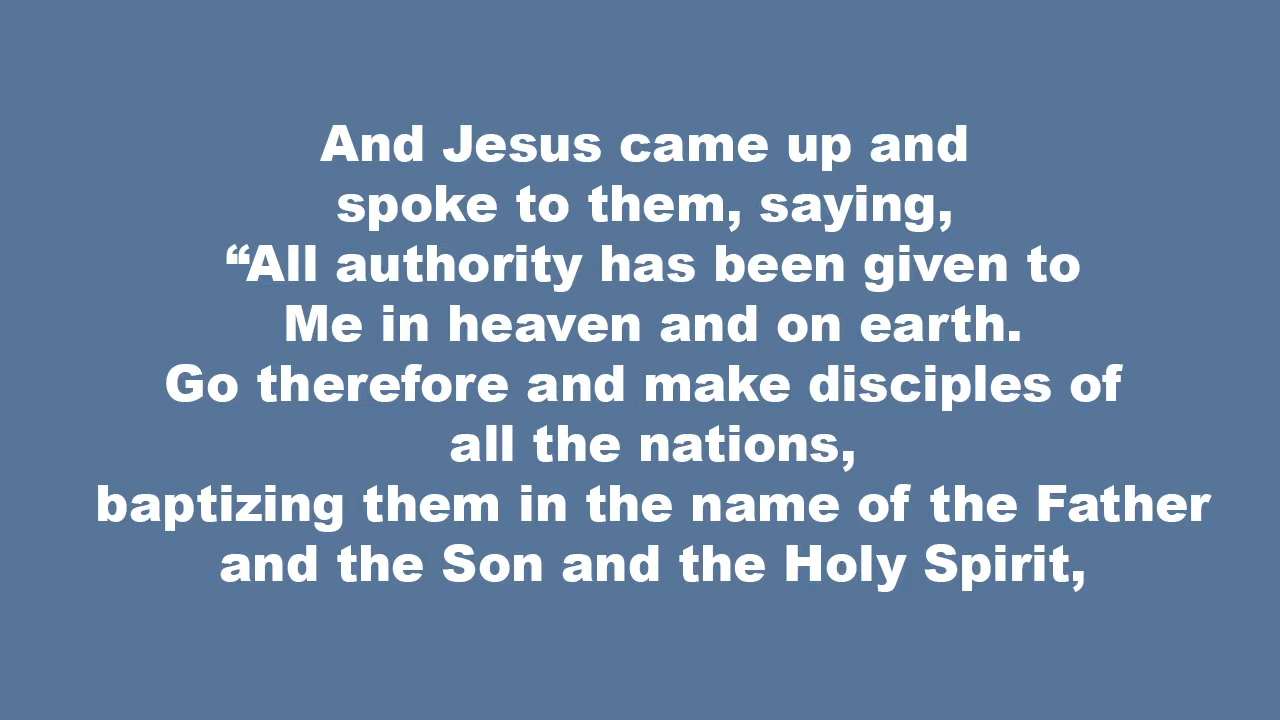 And Jesus came up and
spoke to them, saying,
“All authority has been given to
Me in heaven and on earth.
Go therefore and make disciples of
all the nations,
baptizing them in the name of the Father
and the Son and the Holy Spirit,